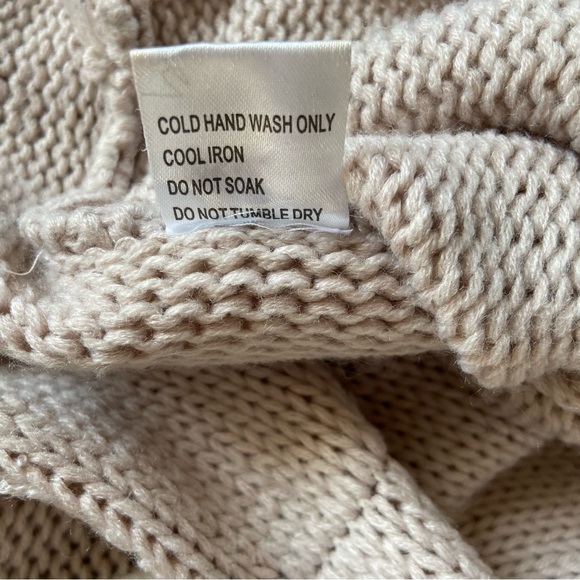 COLD HAND WASH ONLY
COOL IRON
DO NOT SOAK
DO NOT TUMBLE DRY